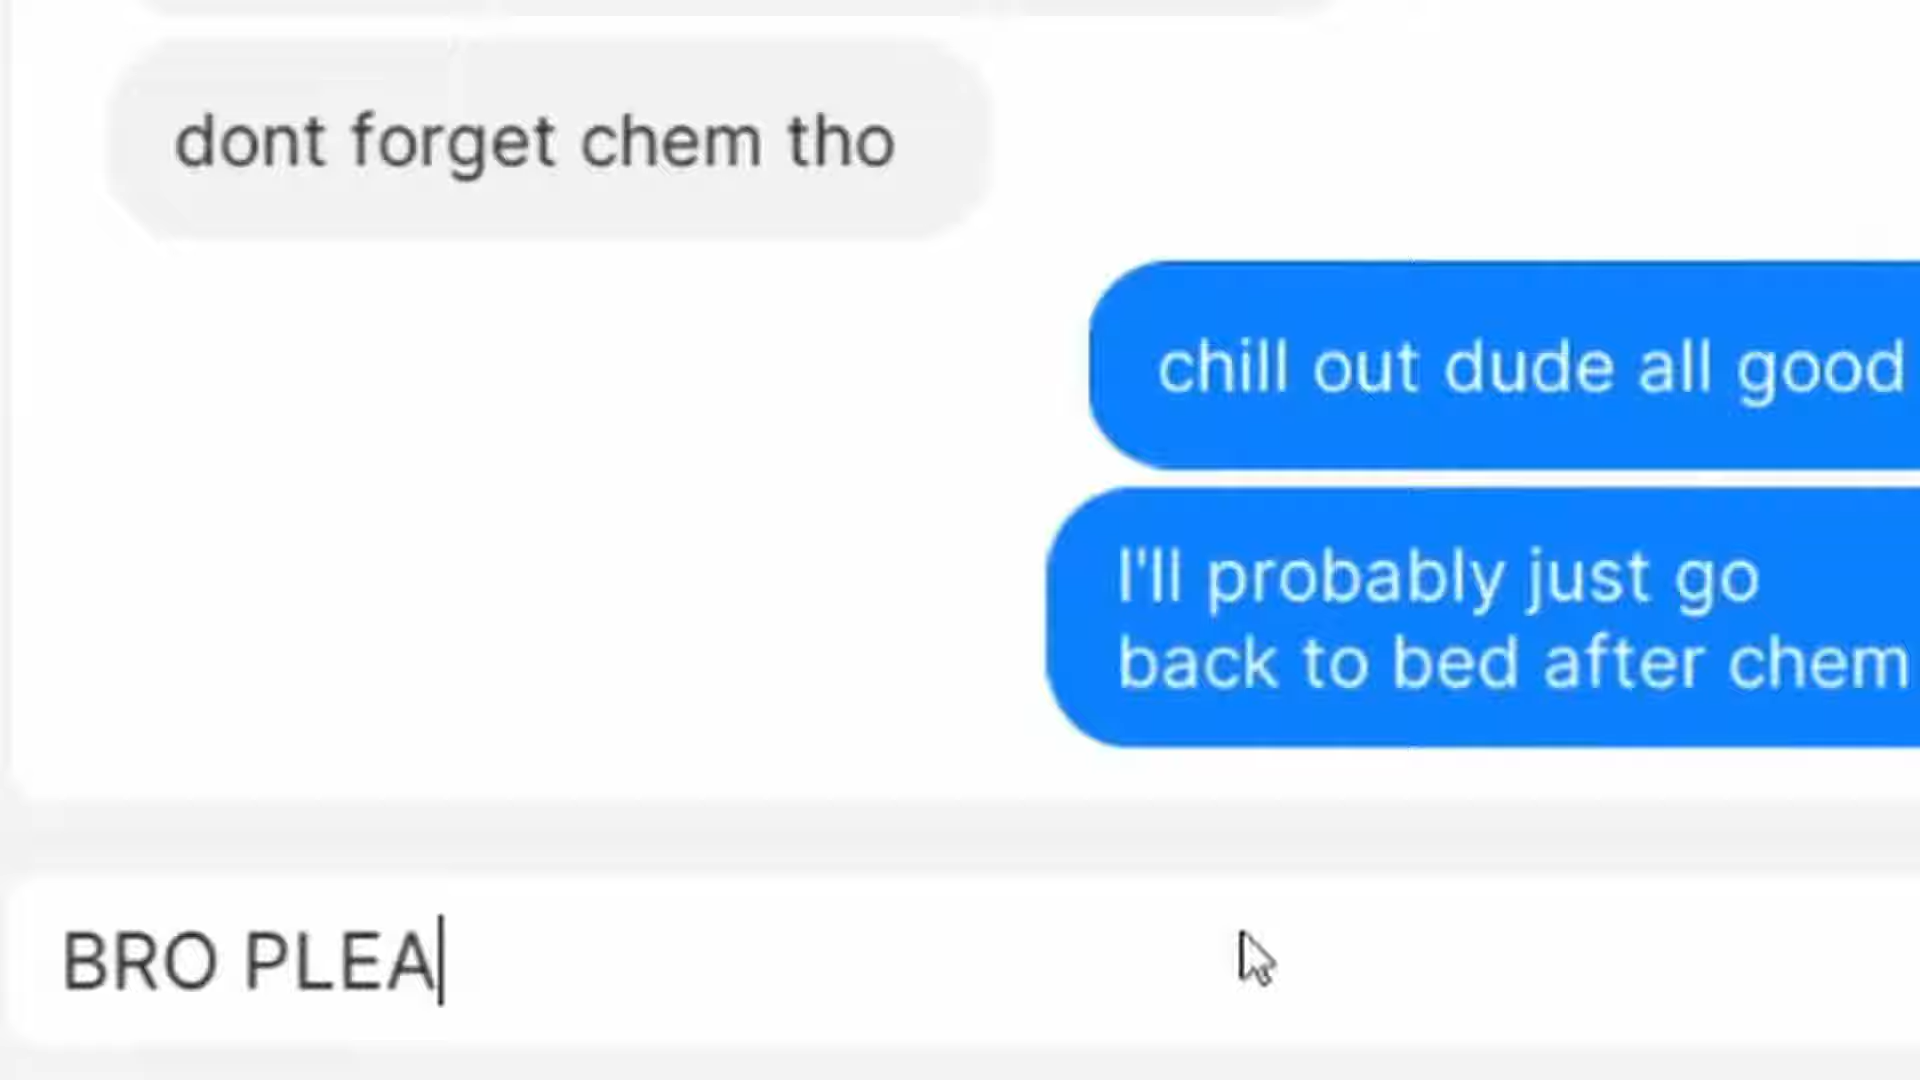 dont forget chem tho
chill out dude all good
I'll probably just go
back to bed after chem
BRO PLEA